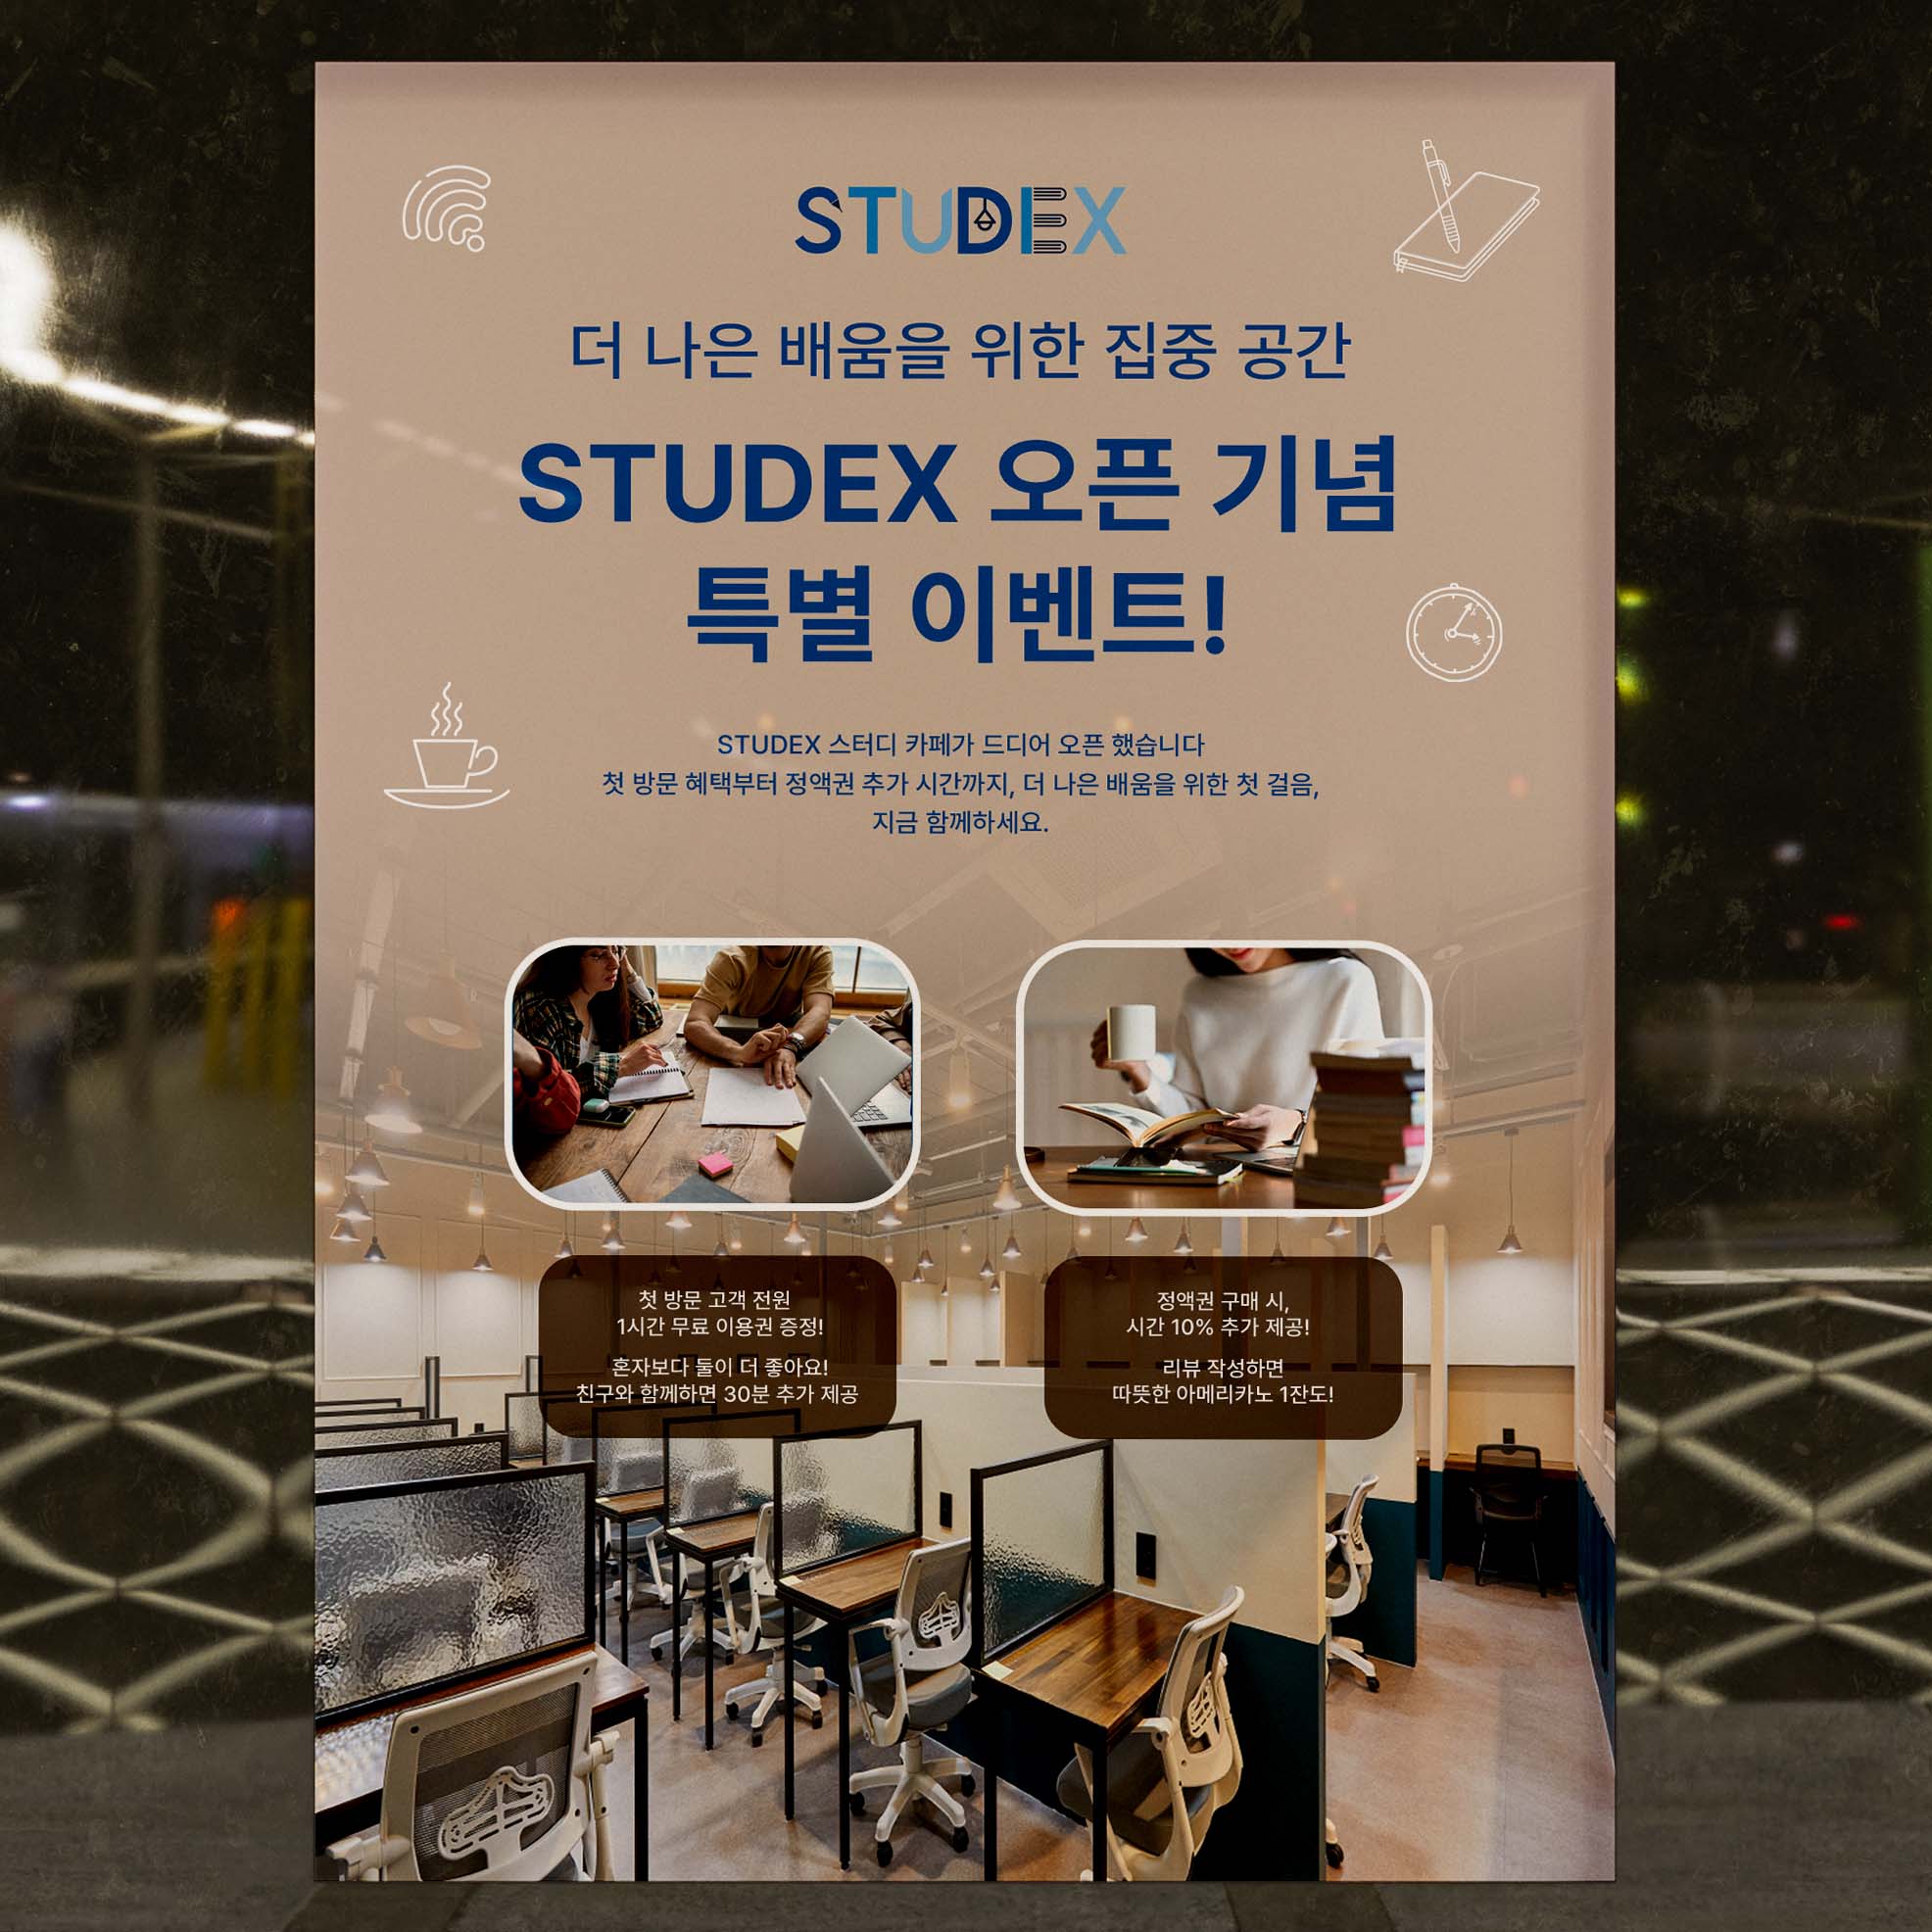 STUDEX
더 나은 배움을 위한 집중 공간
STUDEX 오픈 기념
특별 이벤트!
STUDEX 스터디 카페가 드디어 오픈 했습니다
첫 방문 혜택부터 정액권 추가 시간까지, 더 나은 배움을 위한 첫 걸음,
지금 함께하세요.
첫 방문 고객 전원
1시간 무료 이용권 증정!
혼자보다 둘이 더 좋아요!
친구와 함께하면 30분 추가 제공
정액권 구매 시,
시간 10% 추가 제공!
리뷰 작성하면
따뜻한 아메리카노 1잔도!